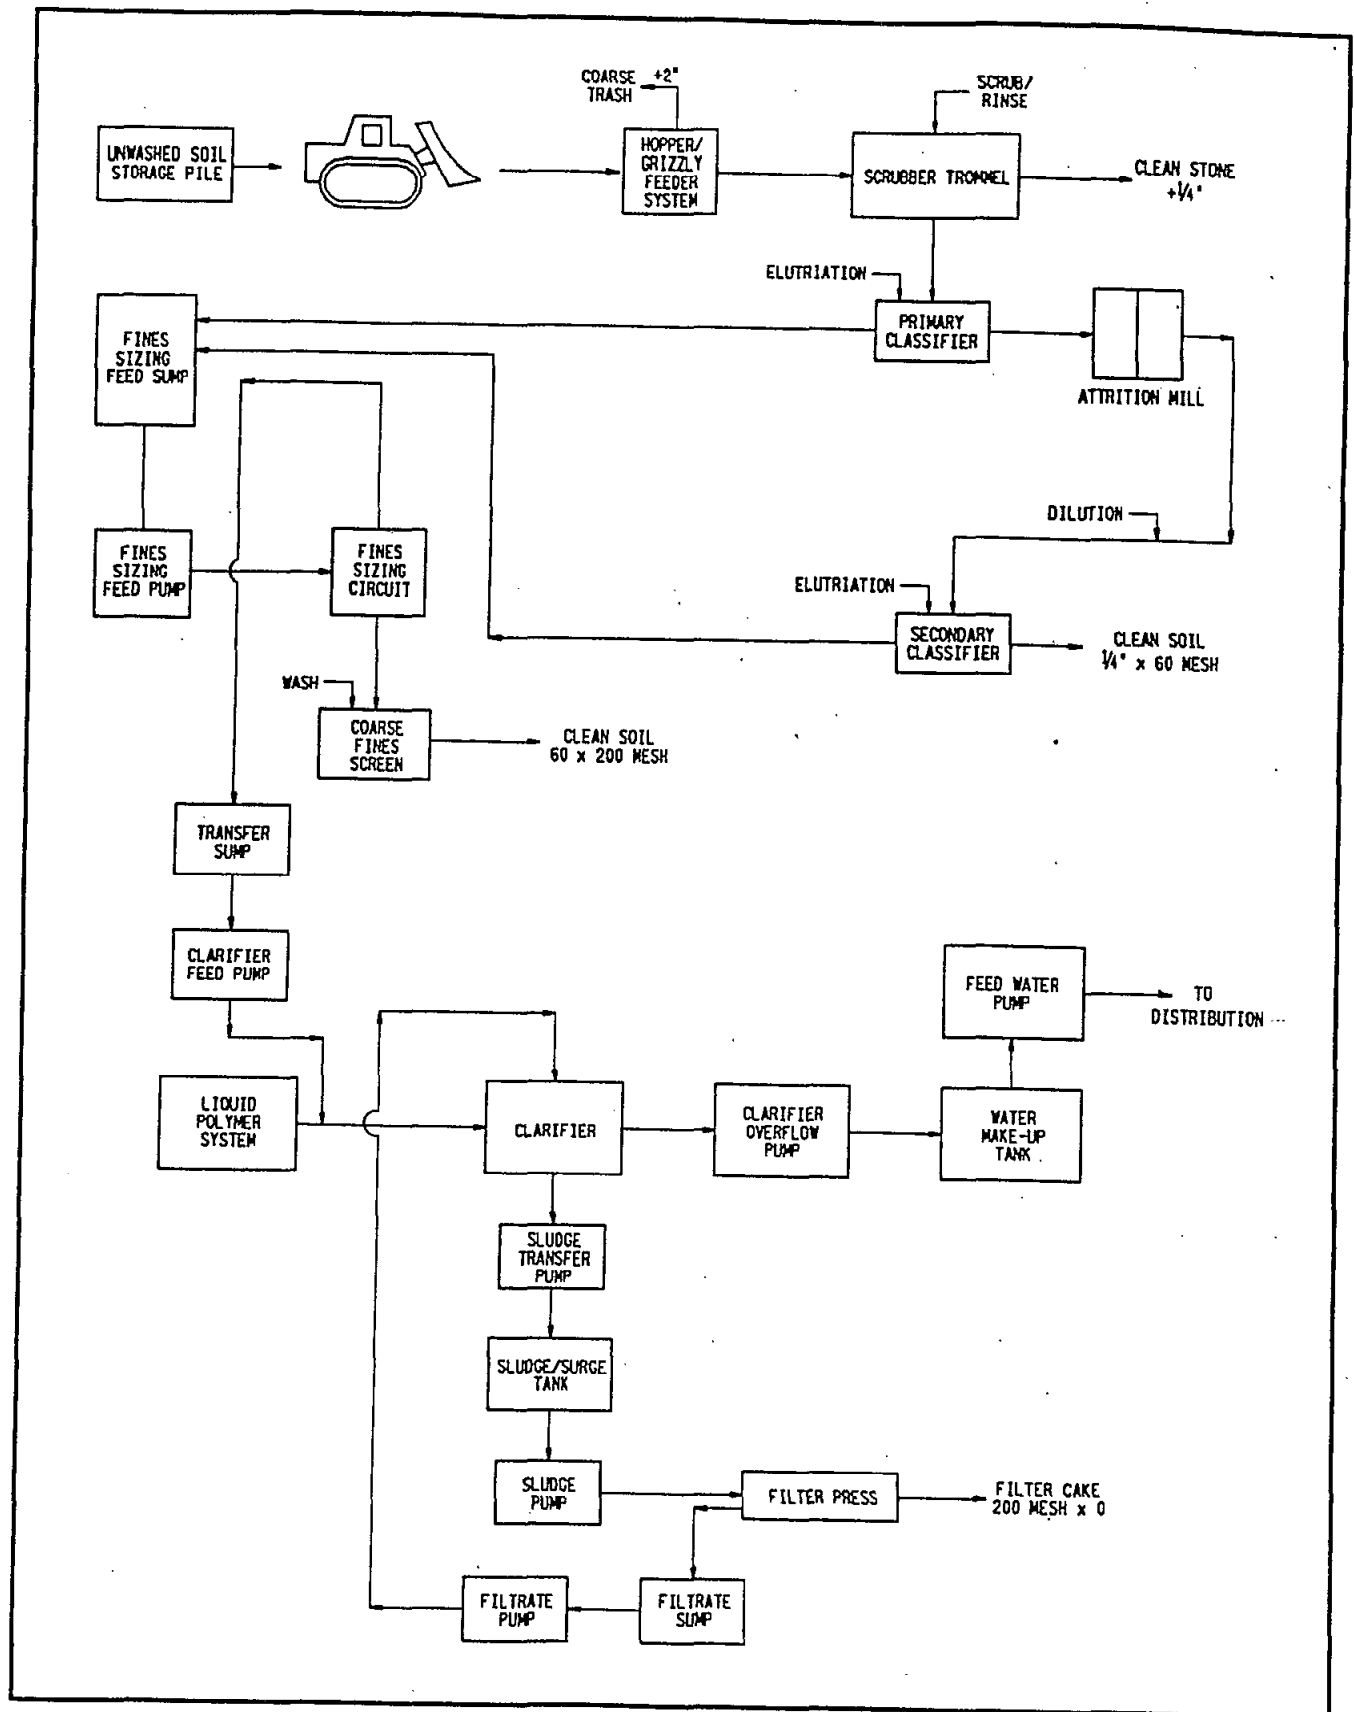 COARSE +2"
TRASH
SCRUB/
RINSE
UNWASHED SOIL
STORAGE PILE
HOPPER/
GRIZZLY
FEEDER
SYSTEM
SCRUBBER TROMMEL
CLEAN STONE
+1/4"
ELUTRIATION
PRIMARY
CLASSIFIER
ATTRITION MILL
FINES
SIZING
FEED SUMP
DILUTION
FINES
SIZING
FEED PUMP
FINES
SIZING
CIRCUIT
ELUTRIATION
SECONDARY
CLASSIFIER
CLEAN SOIL
1/4" x 60 MESH
WASH
COARSE
FINES
SCREEN
CLEAN SOIL
60 x 200 MESH
TRANSFER
SUMP
CLARIFIER
FEED PUMP
FEED WATER
PUMP
TO
DISTRIBUTION
LIQUID
POLYMER
SYSTEM
CLARIFIER
CLARIFIER
OVERFLOW
PUMP
WATER
MAKE-UP
TANK
SLUDGE
TRANSFER
PUMP
SLUDGE/SURGE
TANK
SLUDGE
PUMP
FILTER PRESS
FILTER CAKE
200 MESH x 0
FILTRATE
PUMP
FILTRATE
SUMP